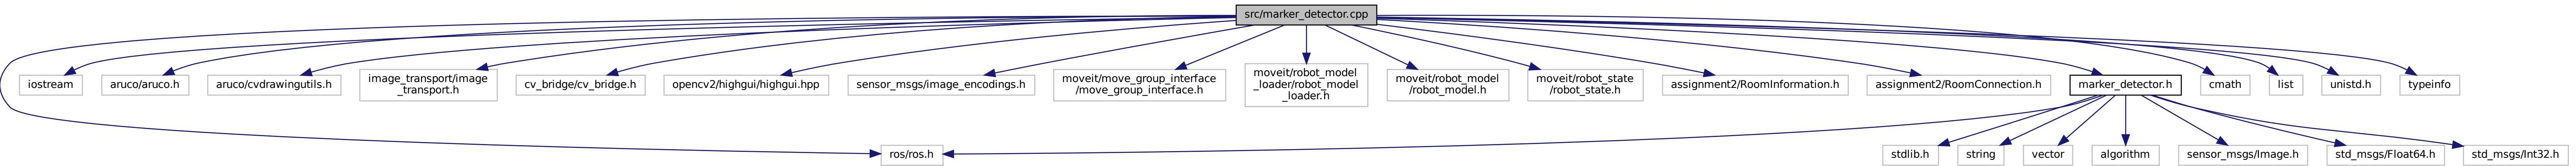 src/marker_detector.cpp
iostream
aruco/aruco.h
aruco/cvdrawingutils.h
image_transport/image
_transport.h
cv_bridge/cv_bridge.h
opencv2/highgui/highgui.hpp
sensor_msgs/image_encodings.h
moveit/move_group_interface
/move_group_interface.h
moveit/robot_model
_loader/robot_model
_loader.h
moveit/robot_model
/robot_model.h
moveit/robot_state
/robot_state.h
assignment2/RoomInformation.h
assignment2/RoomConnection.h
marker_detector.h
cmath
list
unistd.h
typeinfo
ros/ros.h
stdlib.h
string
vector
algorithm
sensor_msgs/Image.h
std_msgs/Float64.h
std_msgs/Int32.h